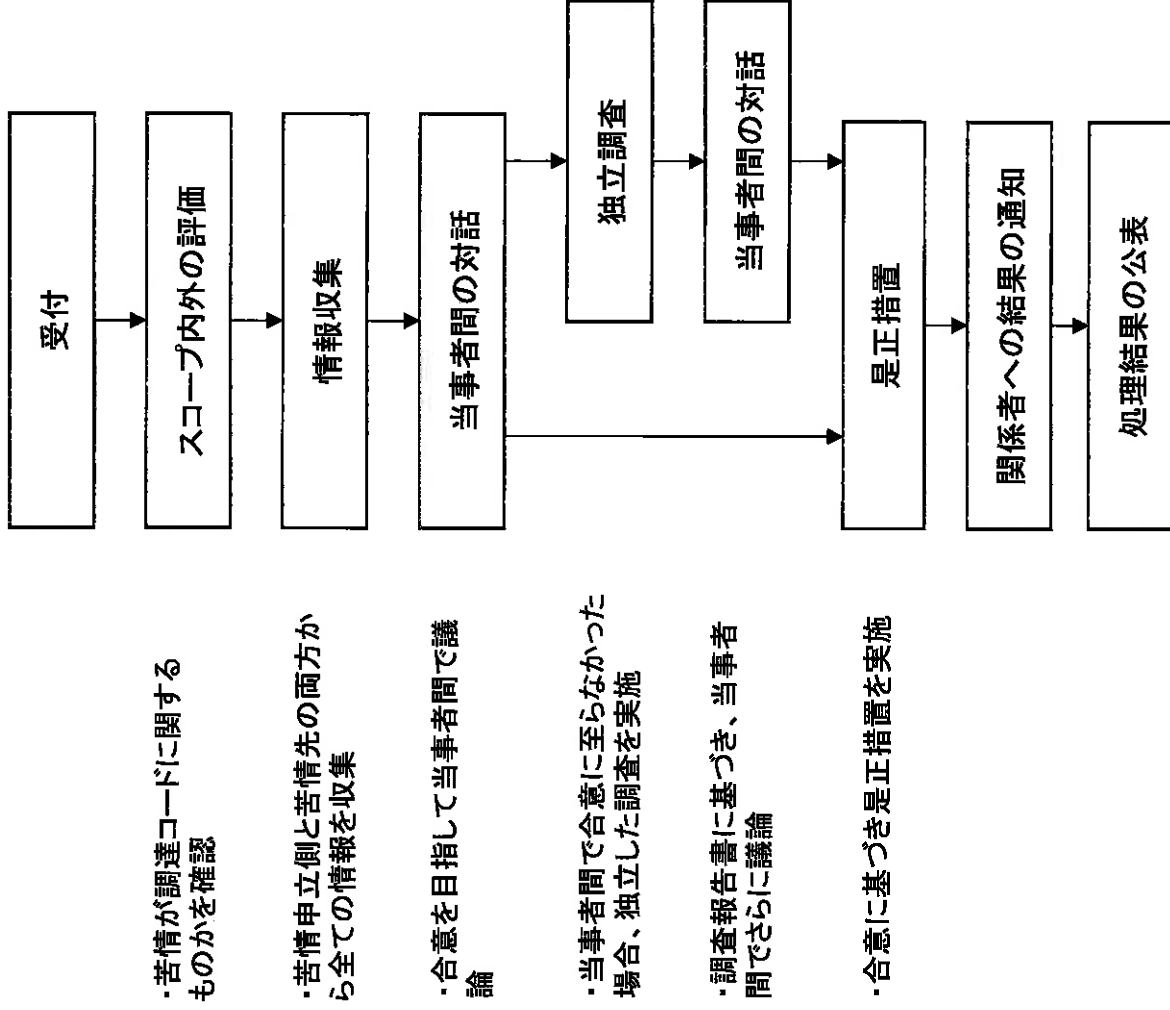 受付
スコープ内外の評価
・苦情が調達コードに関する
ものかを確認
情報収集
・苦情申立側と苦情先の両方か
ら全ての情報を収集
当事者間の対話
・合意を目指して当事者間で議
論
独立調査
・当事者間で合意に至らなかった
場合、独立した調査を実施
当事者間の対話
・調査報告書に基づき、当事者
間でさらに議論
是正措置
・合意に基づき是正措置を実施
関係者への結果の通知
処理結果の公表